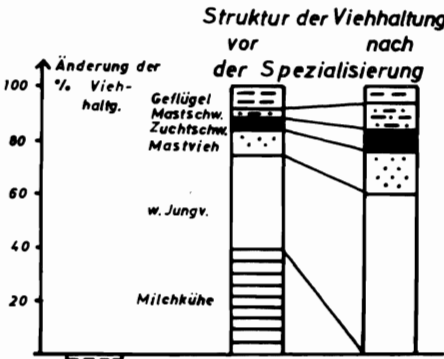 Struktur der Viehhaltung
vor nach
der Spezialisierung
Änderung der
% Vieh-
haltg.
100
80
60
40
20
Geflügel
Mastschw.
Zuchtschw.
Mastvieh
w. Jungv.
Milchkühe